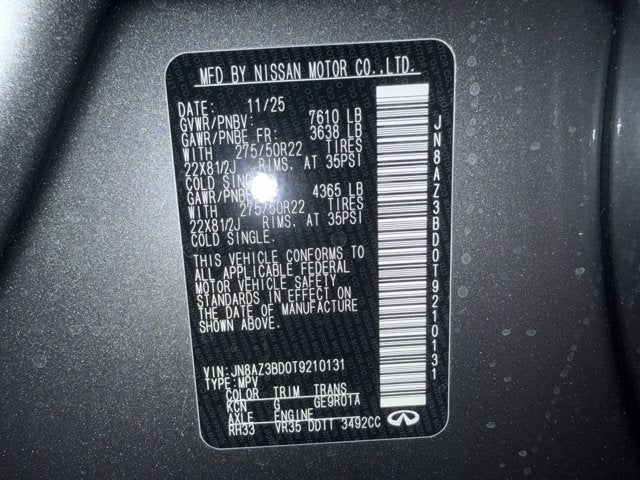 MFD BY NISSAN MOTOR CO.,LTD.
DATE: 11/25
GVWR/PNBV: 7610 LB
GAWR/PNBE FR: 3638 LB
WITH 275/50R22 TIRES
22X81/2J RIMS, AT 35PSI
COLD SINGLE.
GAWR/PNBE 4365 LB
WITH 275/50R22 TIRES
22X81/2J RIMS, AT 35PSI
COLD SINGLE.
THIS VEHICLE CONFORMS TO
ALL APPLICABLE FEDERAL
MOTOR VEHICLE SAFETY
STANDARDS IN EFFECT ON
THE DATE OF MANUFACTURE
SHOWN ABOVE.
VIN:JN8AZ3BD0T9210131
TYPE:MPV
COLOR TRIM TRANS
KCN G GE9R01A
AXLE ENGINE
RH33 VR35 DDTT 3492CC
JN8AZ3BD0T9210131